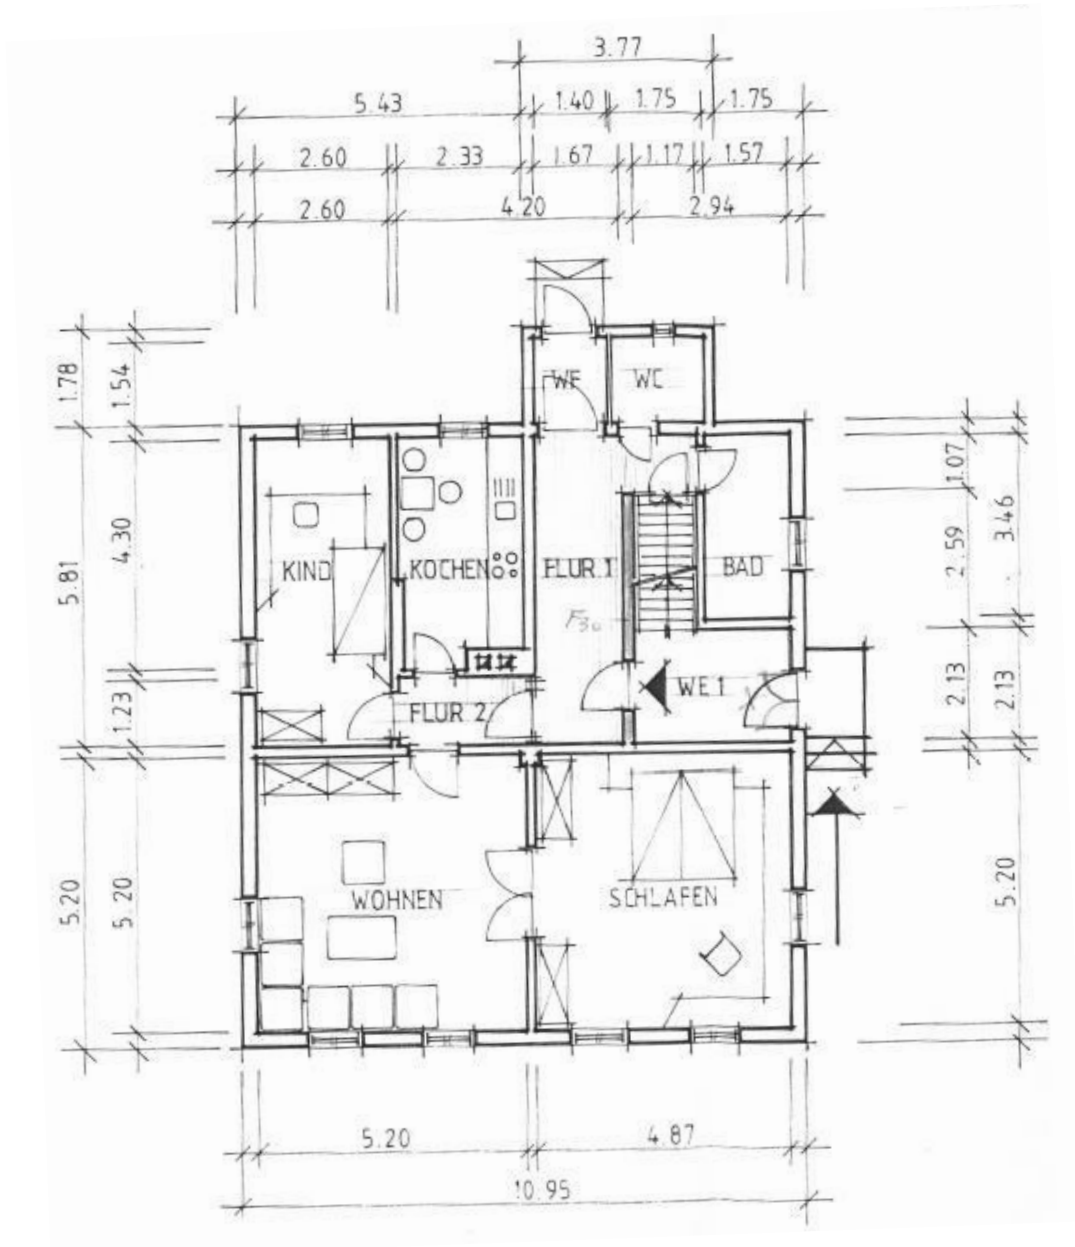 3.77
5.43 1.40 1.75 1.75
2.60 2.33 1.67 1.17 1.57
2.60 4.20 2.94
1.78
1.54
WF WC
1.07
3.46
4.30
5.81
2.59
KIND KOCHEN FLUR 1 BAD
F30
WE 1
1.23
2.13
2.13
FLUR 2
5.20
5.20
WOHNEN SCHLAFEN
5.20
5.20 4.87
10.95